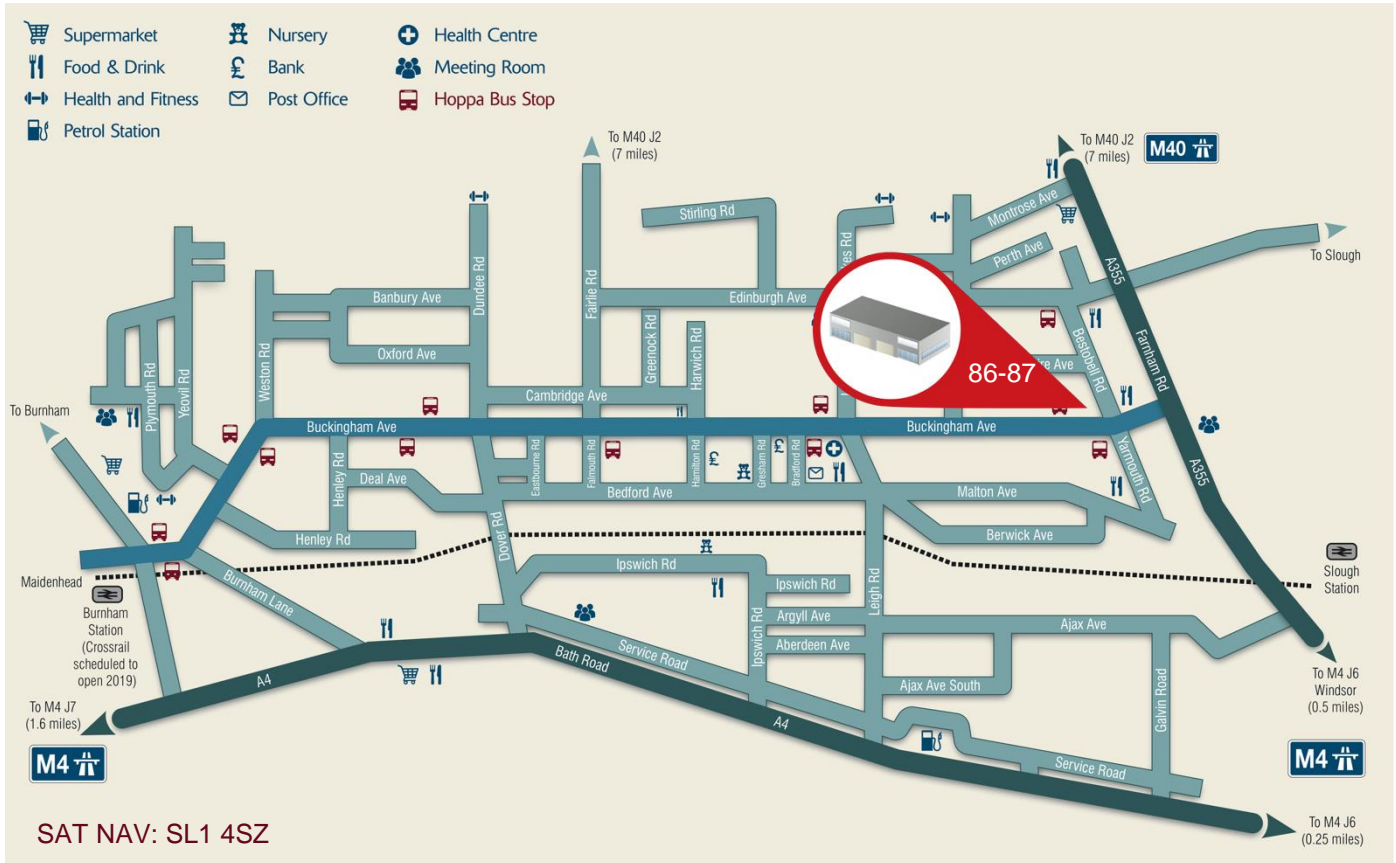 Supermarket
Food & Drink
Health and Fitness
Petrol Station
Nursery
£ Bank
Post Office
Health Centre
Meeting Room
Hoppa Bus Stop
To M40 J2
(7 miles)
To M40 J2
(7 miles)
M40
Montrose Ave
Stirling Rd
Perth Ave
To Slough
A355
Dundee Rd
Fairlie Rd
Banbury Ave
Edinburgh Ave
Weston Rd
Oxford Ave
Greenock Rd
Harwich Rd
Bestobell Rd
Farnham Rd
86-87
Plymouth Rd
Yeovil Rd
Cambridge Ave
To Burnham
Buckingham Ave
Buckingham Ave
Henley Rd
Deal Ave
Eastbourne Rd
Falmouth Rd
Hamilton Rd
£
Gresham Rd
£
Bradford Rd
Yarmouth Rd
A355
Bedford Ave
Malton Ave
Berwick Ave
Henley Rd
Dover Rd
Maidenhead
Burnham
Station
(Crossrail
scheduled to
open 2019)
Burnham Lane
Ipswich Rd
Ipswich Rd
Ipswich Rd
Argyll Ave
Aberdeen Ave
Leigh Rd
Ajax Ave
Ajax Ave South
Galvin Road
Slough
Station
Service Road
Bath Road
A4
A4
Service Road
To M4 J7
(1.6 miles)
M4
To M4 J6
Windsor
(0.5 miles)
M4
To M4 J6
(0.25 miles)
SAT NAV: SL1 4SZ